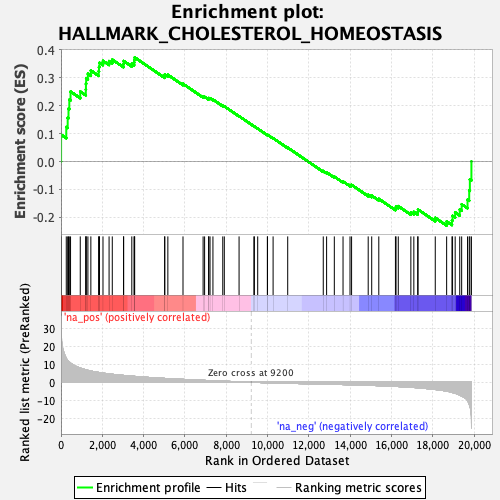 Enrichment plot:
HALLMARK_CHOLESTEROL_HOMEOSTASIS
Enrichment score (ES)
0.4
0.3
0.2
0.1
0.0
-0.1
-0.2
'na_pos' (positively correlated)
Ranked list metric (PreRanked)
30
20
10
0
-10
-20
Zero cross at 9200
'na_neg' (negatively correlated)
0
2,000
4,000
6,000
8,000
10,000
12,000
14,000
16,000
18,000
20,000
Rank in Ordered Dataset
Enrichment profile
Hits
Ranking metric scores